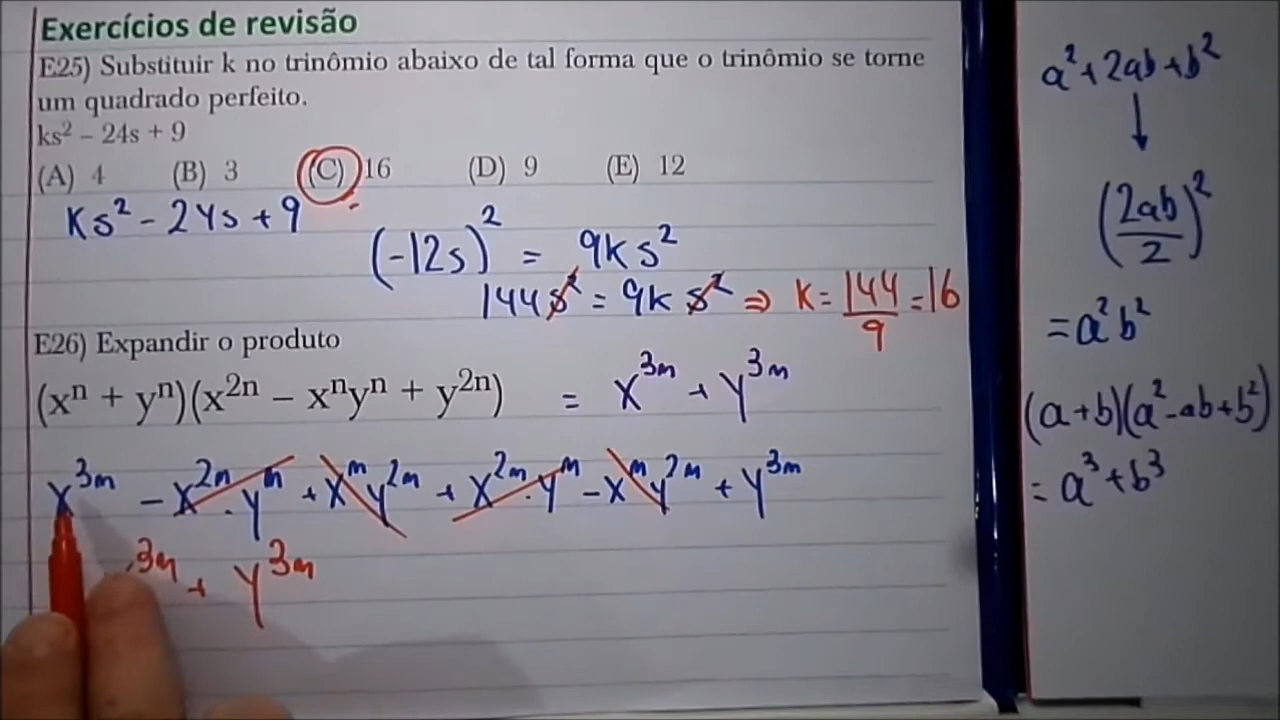 Exercícios de revisão
E25) Substituir k no trinômio abaixo de tal forma que o trinômio se torne
um quadrado perfeito.
ks² – 24s + 9
(A) 4 (B) 3 (C) 16 (D) 9 (E) 12
Ks² - 24s + 9
(-12s)² = 9ks²
144s² = 9ks² ⇒ K = 144/9 = 16
E26) Expandir o produto
(xⁿ + yⁿ)(x²ⁿ – xⁿyⁿ + y²ⁿ) = x³ⁿ + y³ⁿ
x³ⁿ - x²ⁿ·yⁿ + xⁿy²ⁿ + x²ⁿ·yⁿ - xⁿy²ⁿ + y³ⁿ
³ⁿ + y³ⁿ
a² + 2ab + b²
↓
(2ab/2)²
= a²b²
(a+b)(a²-ab+b²)
= a³+b³